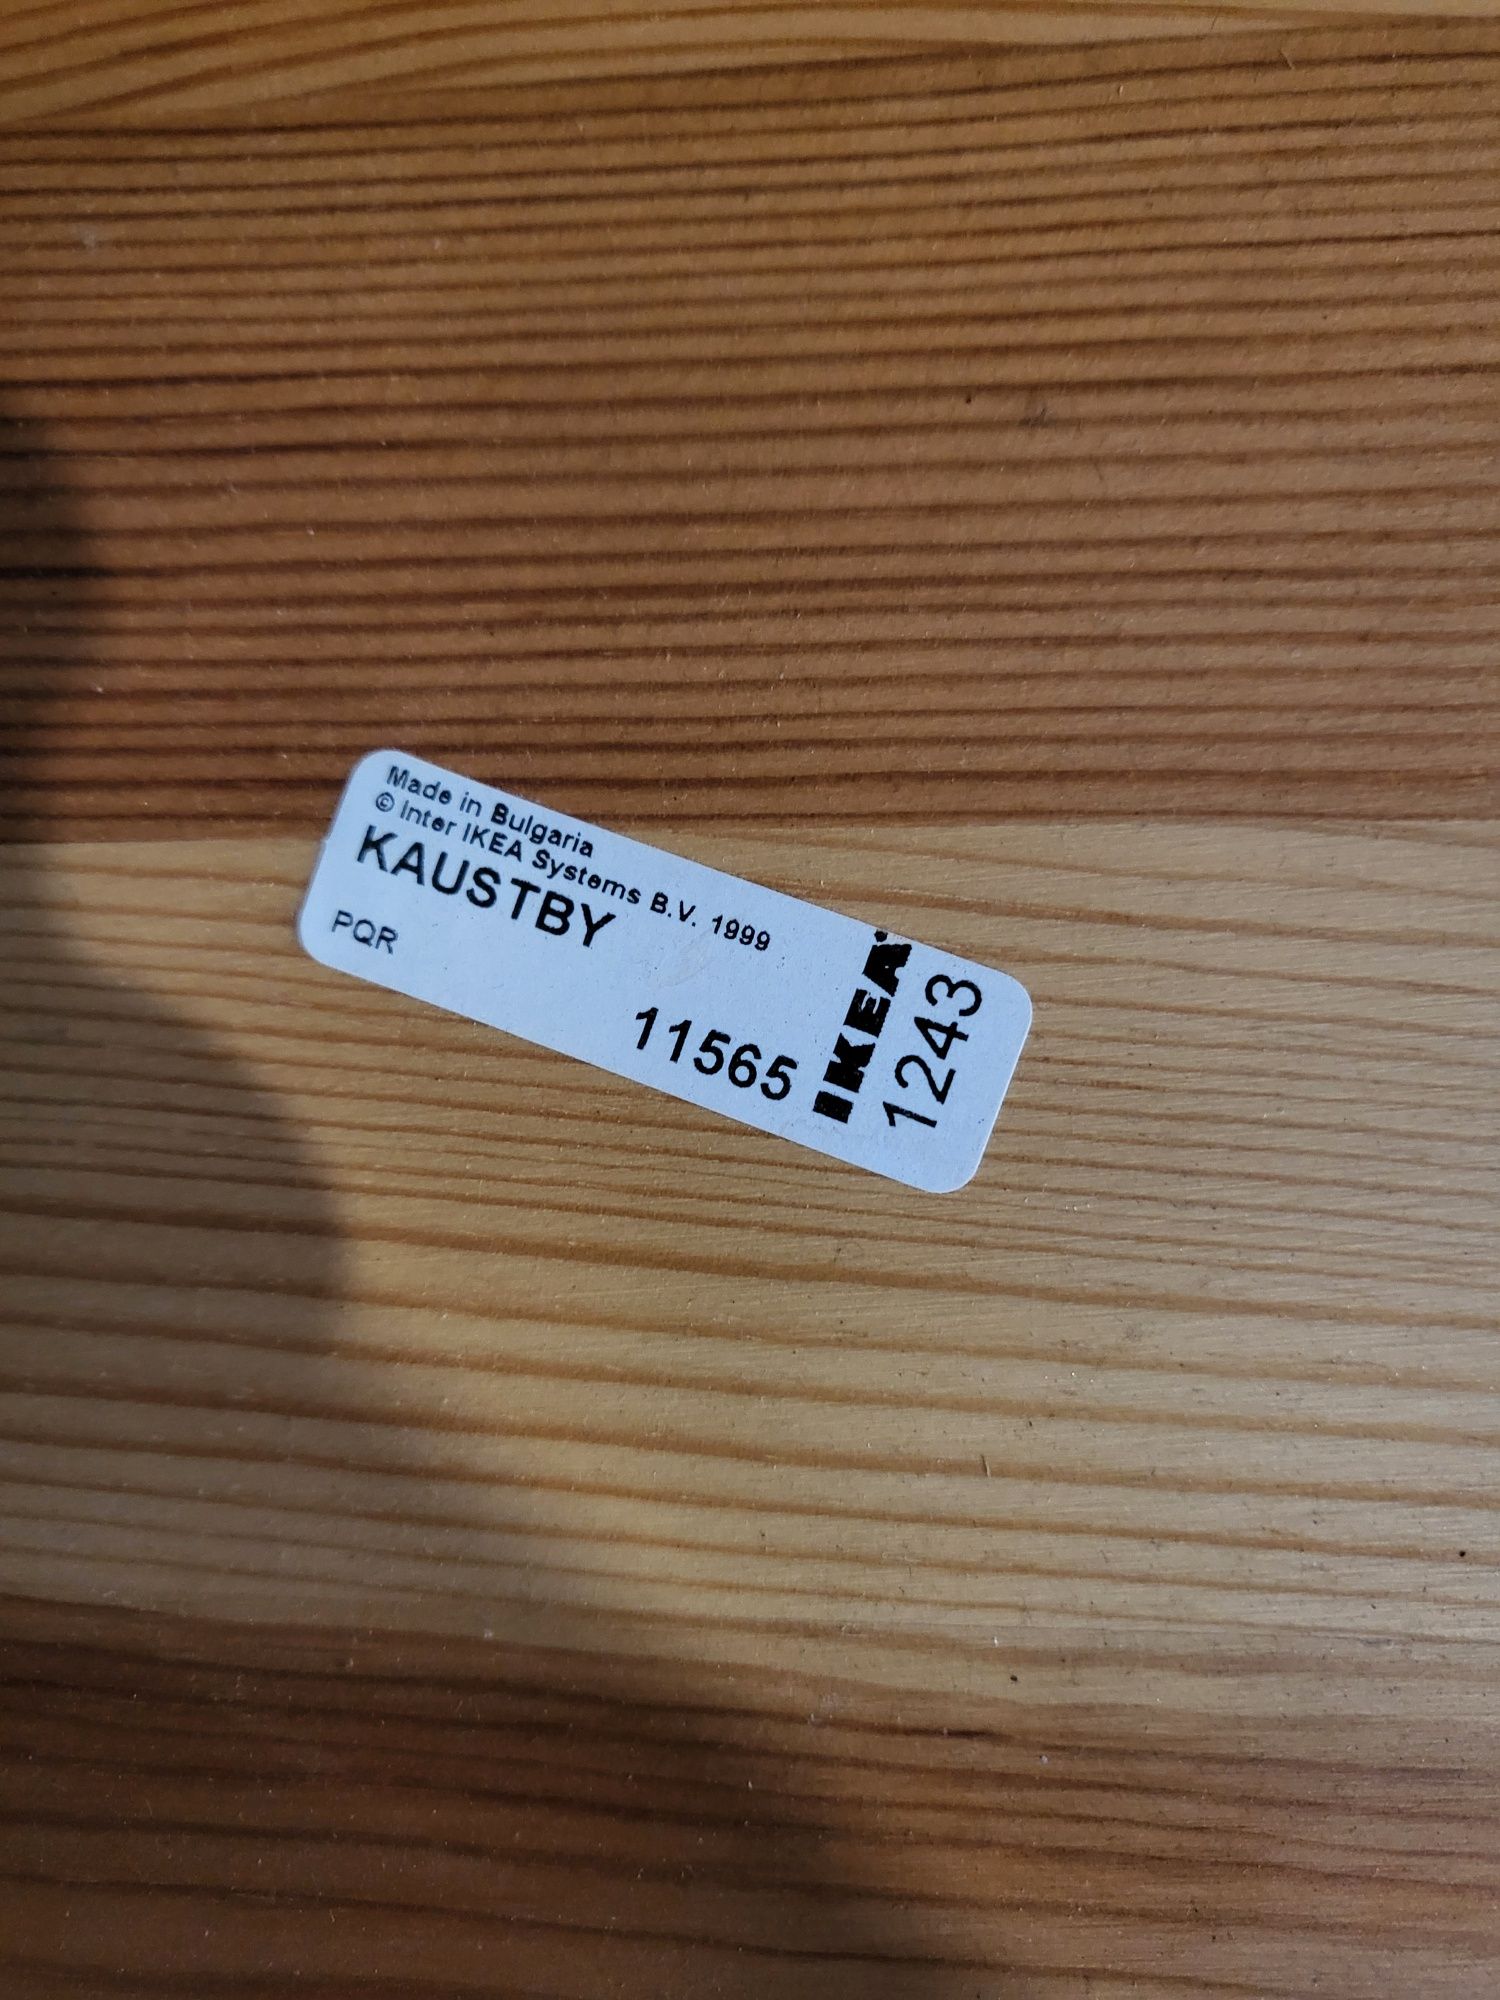 Made in Bulgaria
© Inter IKEA Systems B.V. 1999
KAUSTBY
PQR
11565
IKEA
1243